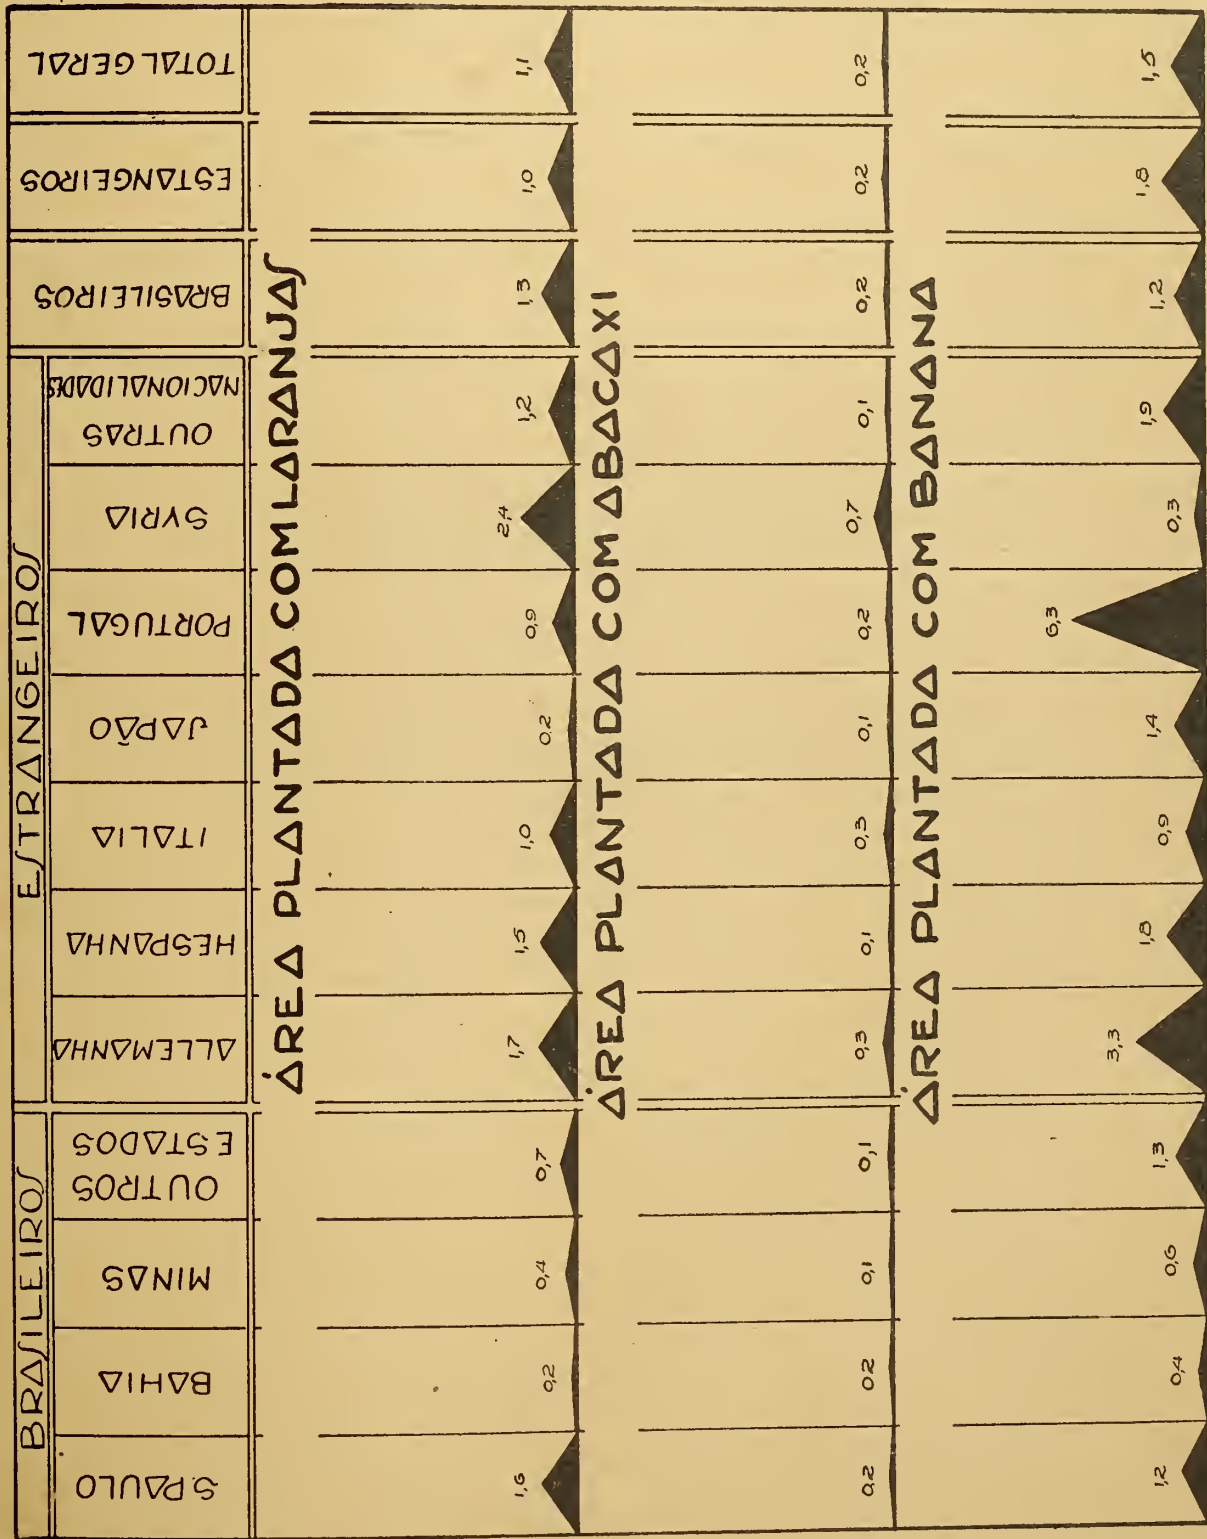 BRASILEIROS
ESTRANGEIROS
S. PAULO
BAHIA
MINAS
OUTROS
ESTADOS
ALLEMANHA
HESPANHA
ITALIA
JAPÃO
PORTUGAL
SYRIA
OUTRAS
NACIONALIDADES
BRASILEIROS
ESTANGEIROS
TOTAL GERAL
ÁREA PLANTADA COM LARANJAS
1,6 0,2 0,4 0,7 1,7 1,5 1,0 0,2 0,9 2,4 1,2 1,3 1,0 1,1
ÁREA PLANTADA COM ABACAXI
0,2 02 0,1 0,1 0,3 0,1 0,3 0,1 0,2 0,7 0,1 0,2 0,2 0,2
ÁREA PLANTADA COM BANANA
1,2 0,4 0,6 1,3 3,3 1,8 0,9 1,4 6,3 0,3 1,9 1,2 1,8 1,5